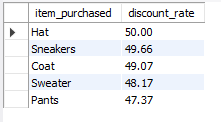 item_purchased discount_rate
Hat 50.00
Sneakers 49.66
Coat 49.07
Sweater 48.17
Pants 47.37